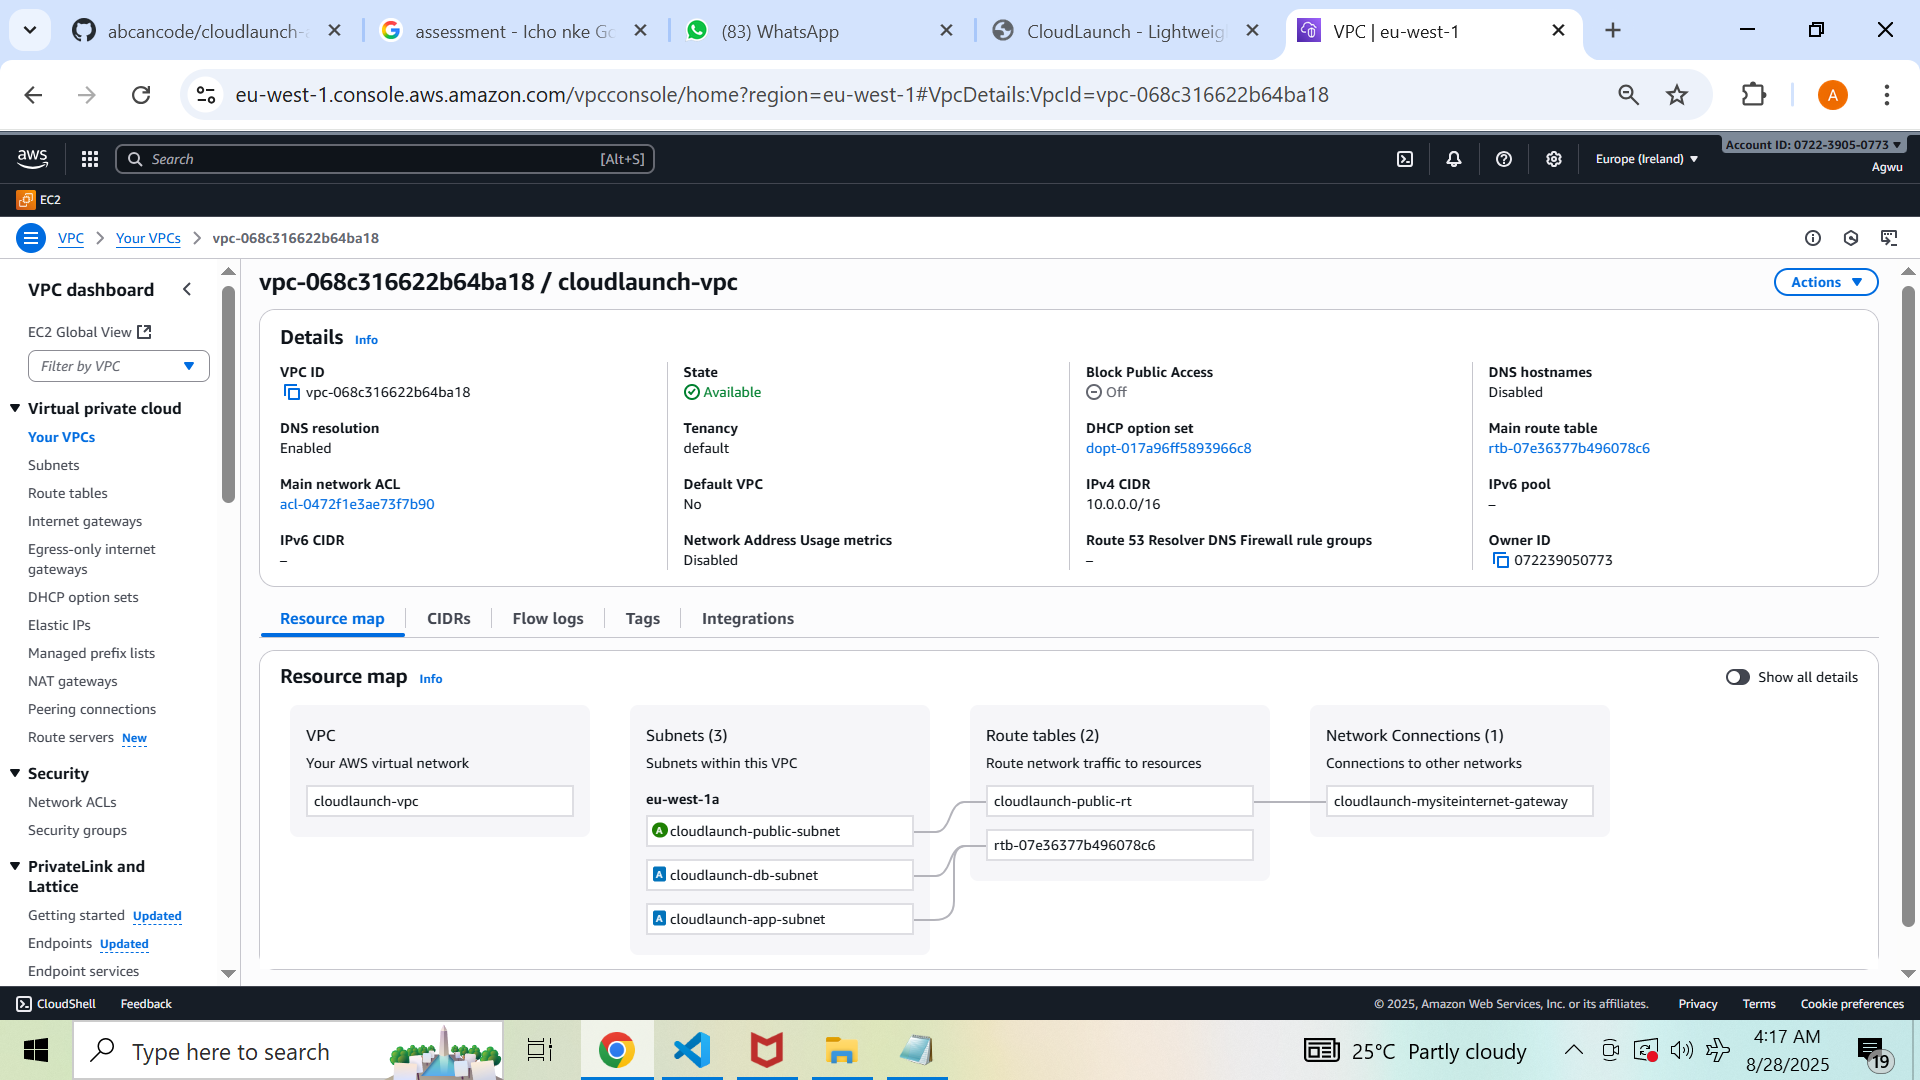 abcancode/cloudlaunch-a
assessment - Icho nke Go
(83) WhatsApp
CloudLaunch - Lightweig
VPC | eu-west-1
eu-west-1.console.aws.amazon.com/vpcconsole/home?region=eu-west-1#VpcDetails:VpcId=vpc-068c316622b64ba18
A
aws
Search
[Alt+S]
Europe (Ireland)
Account ID: 0722-3905-0773
Agwu
EC2
VPC
Your VPCs
vpc-068c316622b64ba18
VPC dashboard
EC2 Global View
Filter by VPC
Virtual private cloud
Your VPCs
Subnets
Route tables
Internet gateways
Egress-only internet
gateways
DHCP option sets
Elastic IPs
Managed prefix lists
NAT gateways
Peering connections
Route servers New
Security
Network ACLs
Security groups
PrivateLink and
Lattice
Getting started Updated
Endpoints Updated
Endpoint services
vpc-068c316622b64ba18 / cloudlaunch-vpc
Actions
Details Info
VPC ID
vpc-068c316622b64ba18
State
Available
Block Public Access
Off
DNS hostnames
Disabled
DNS resolution
Enabled
Tenancy
default
DHCP option set
dopt-017a96ff5893966c8
Main route table
rtb-07e36377b496078c6
Main network ACL
acl-0472f1e3ae73f7b90
Default VPC
No
IPv4 CIDR
10.0.0.0/16
IPv6 pool
–
IPv6 CIDR
–
Network Address Usage metrics
Disabled
Route 53 Resolver DNS Firewall rule groups
–
Owner ID
072239050773
Resource map
CIDRs
Flow logs
Tags
Integrations
Resource map Info
Show all details
VPC
Your AWS virtual network
cloudlaunch-vpc
Subnets (3)
Subnets within this VPC
eu-west-1a
A cloudlaunch-public-subnet
A cloudlaunch-db-subnet
A cloudlaunch-app-subnet
Route tables (2)
Route network traffic to resources
cloudlaunch-public-rt
rtb-07e36377b496078c6
Network Connections (1)
Connections to other networks
cloudlaunch-mysiteinternet-gateway
CloudShell
Feedback
© 2025, Amazon Web Services, Inc. or its affiliates.
Privacy
Terms
Cookie preferences
Type here to search
25°C Partly cloudy
4:17 AM
8/28/2025
19